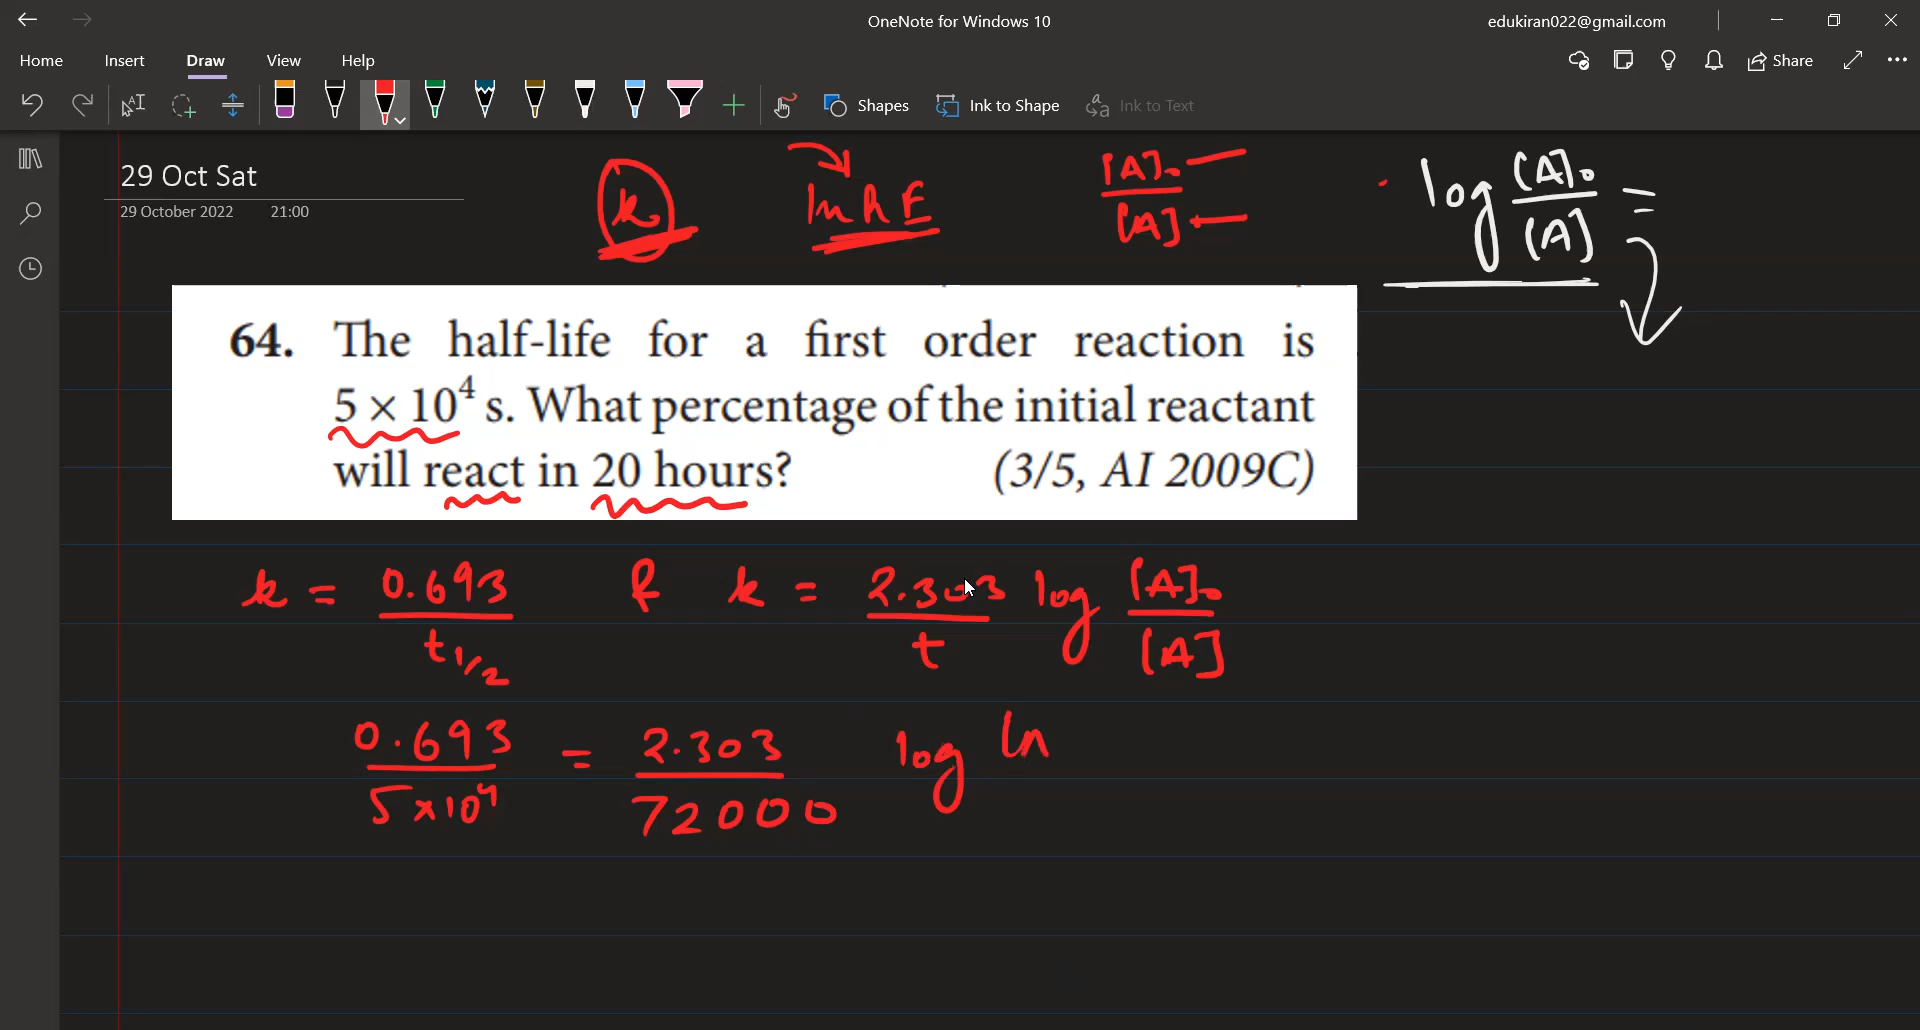 OneNote for Windows 10
edukiran022@gmail.com
Home Insert Draw View Help
Share
Shapes Ink to Shape Ink to Text
29 Oct Sat
29 October 2022 21:00
k
[A]₀ / [A]
log [A]₀ / [A] =
64. The half-life for a first order reaction is
5 × 10⁴ s. What percentage of the initial reactant
will react in 20 hours? (3/5, AI 2009C)
k = 0.693 / t1/2 & k = 2.303 / t log [A]₀ / [A]
0.693 / 5×10⁴ = 2.303 / 72000 log